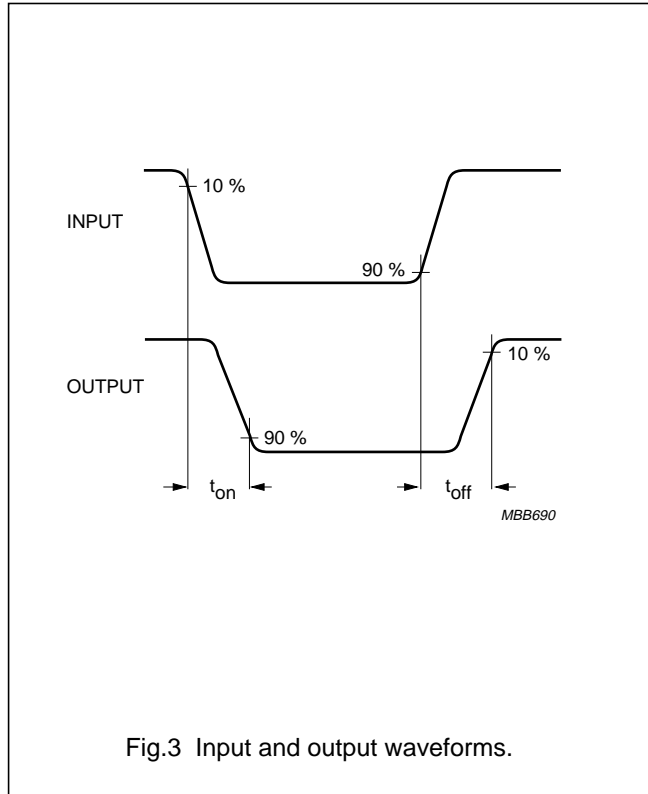 10 %
INPUT
90 %
10 %
OUTPUT
90 %
ton
toff
MBB690
Fig.3 Input and output waveforms.